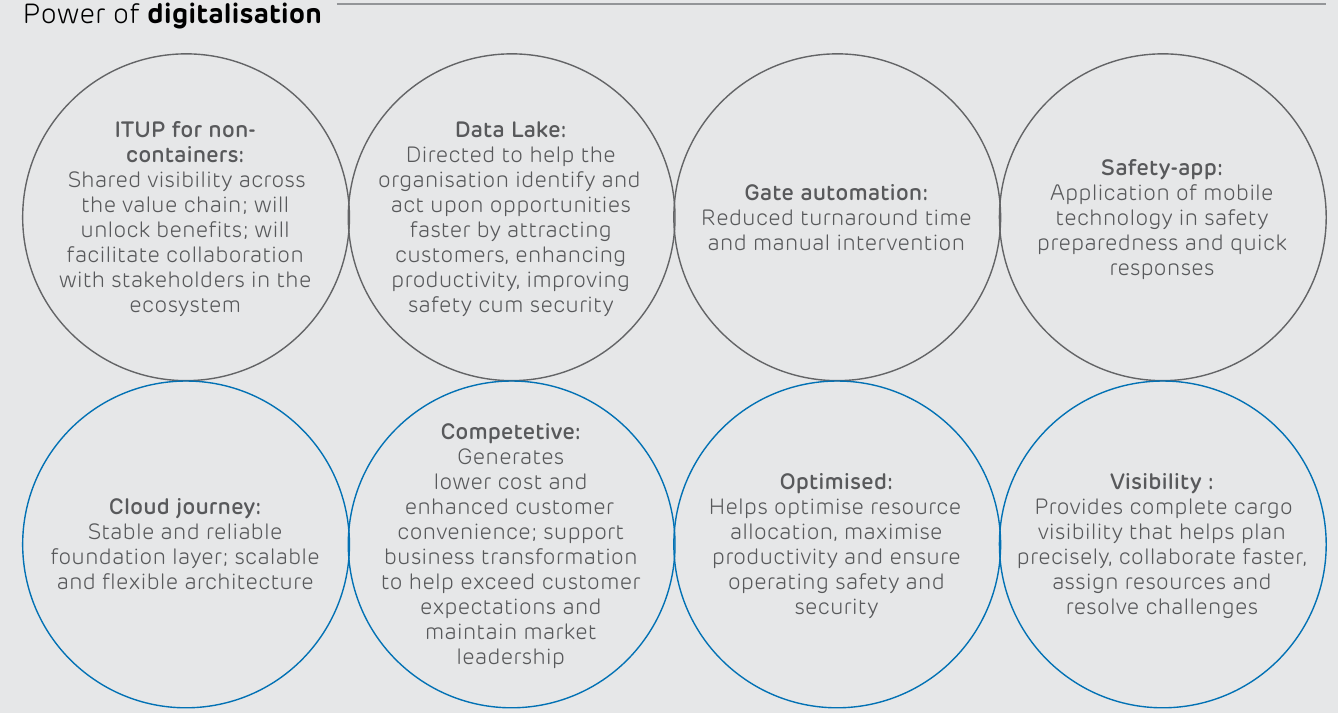 Power of digitalisation
ITUP for non-
containers:
Shared visibility across
the value chain; will
unlock benefits; will
facilitate collaboration
with stakeholders in the
ecosystem
Data Lake:
Directed to help the
organisation identify and
act upon opportunities
faster by attracting
customers, enhancing
productivity, improving
safety cum security
Gate automation:
Reduced turnaround time
and manual intervention
Safety-app:
Application of mobile
technology in safety
preparedness and quick
responses
Cloud journey:
Stable and reliable
foundation layer; scalable
and flexible architecture
Competetive:
Generates
lower cost and
enhanced customer
convenience; support
business transformation
to help exceed customer
expectations and
maintain market
leadership
Optimised:
Helps optimise resource
allocation, maximise
productivity and ensure
operating safety and
security
Visibility :
Provides complete cargo
visibility that helps plan
precisely, collaborate faster,
assign resources and
resolve challenges